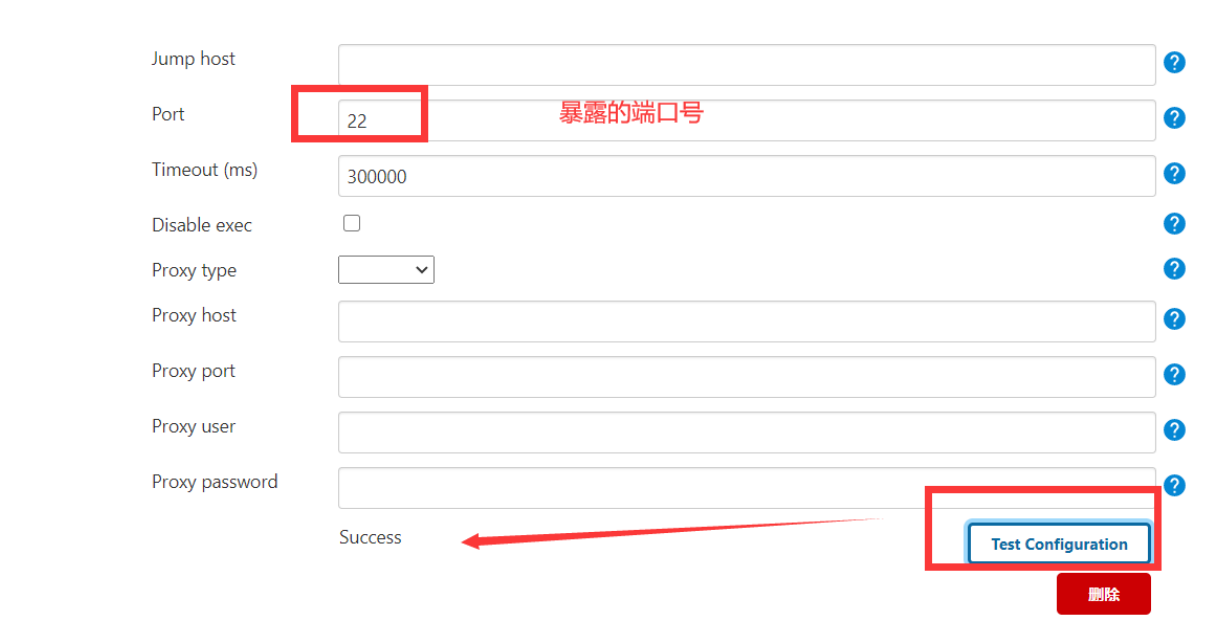 Jump host
Port
22
暴露的端口号
Timeout (ms)
300000
Disable exec
Proxy type
Proxy host
Proxy port
Proxy user
Proxy password
Success
Test Configuration
删除